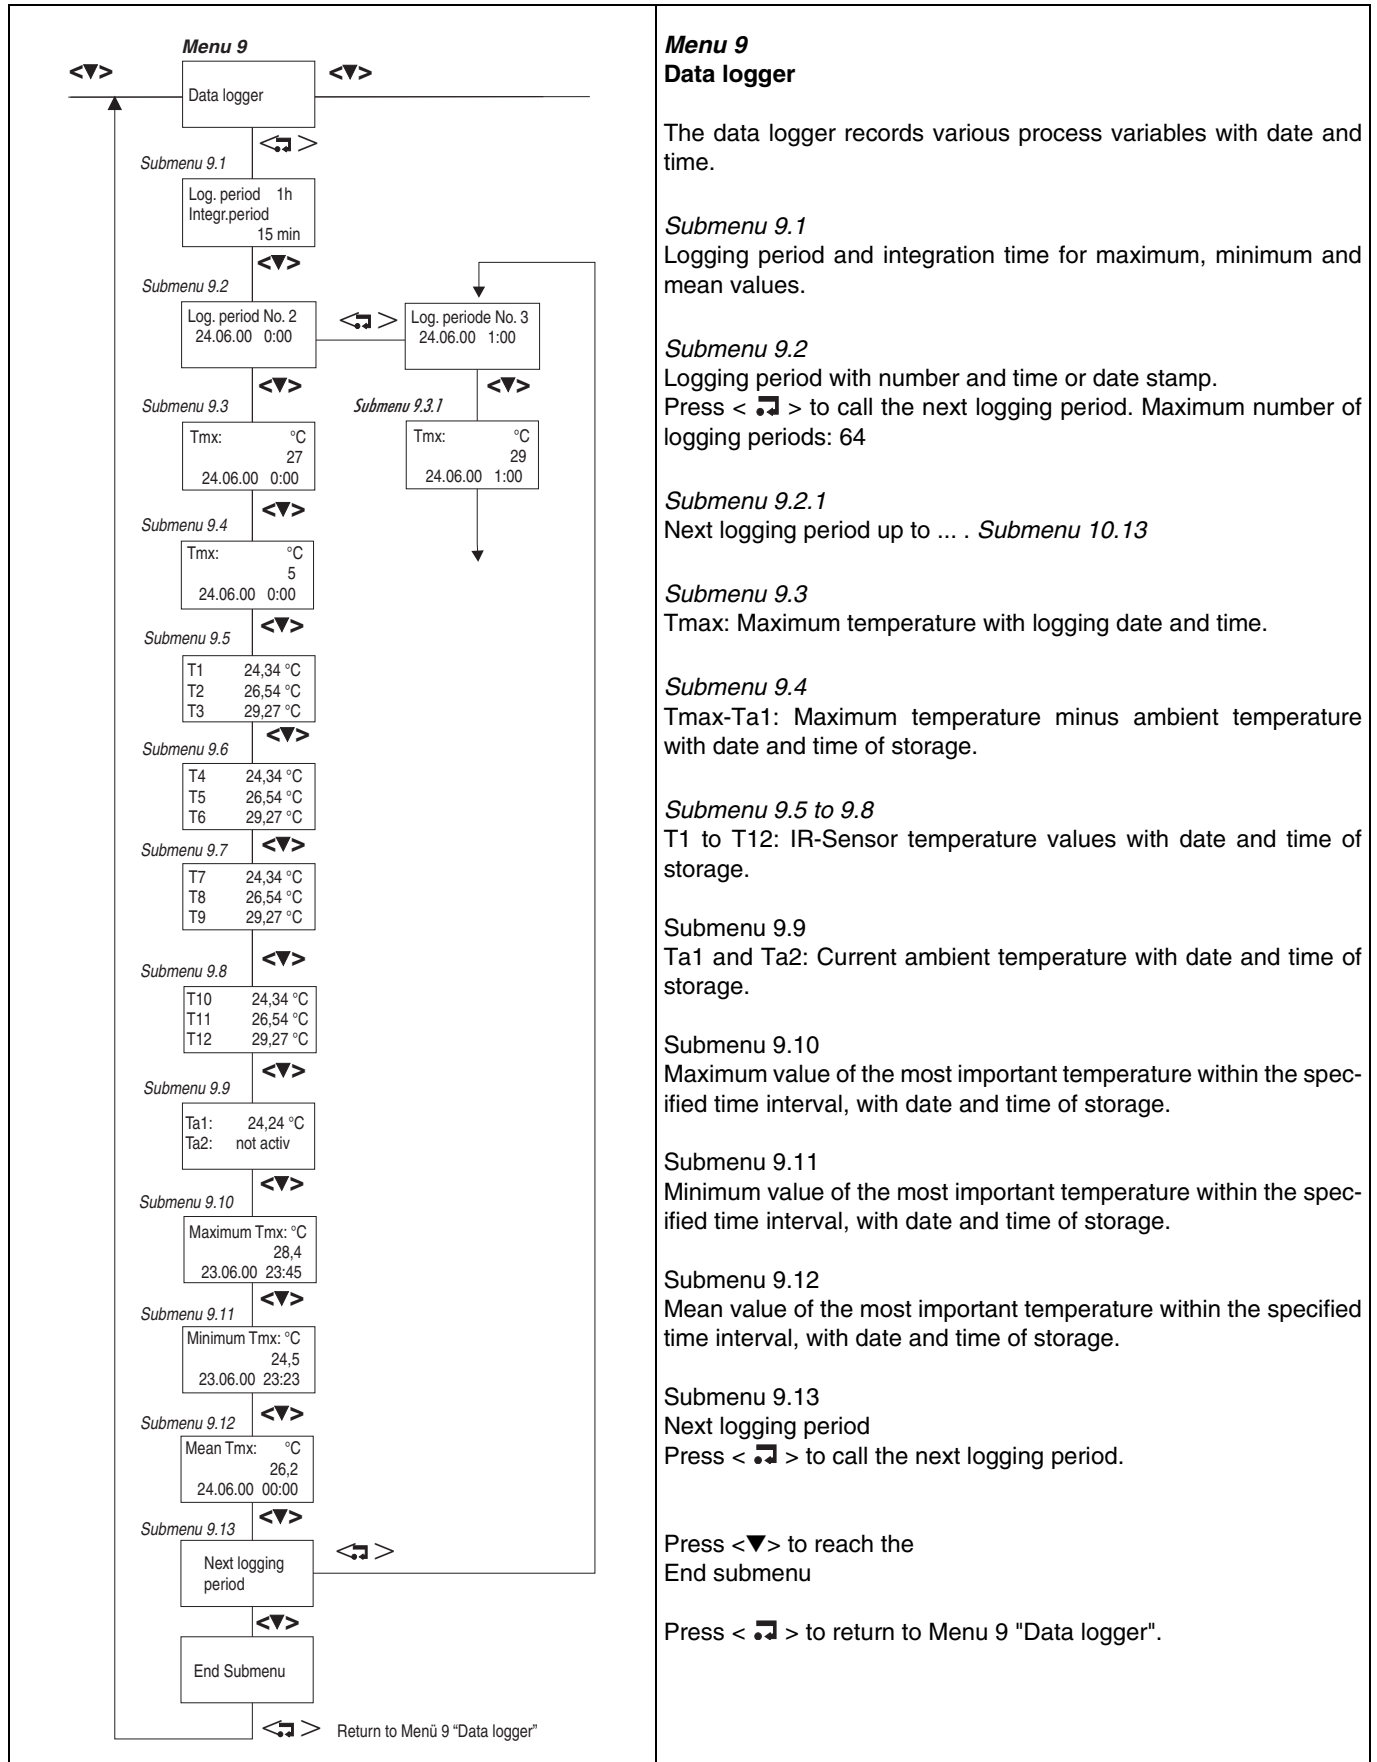 Menu 9
<▼>
<▼>
Data logger
< >
Submenu 9.1
Log. period 1h
Integr.period
15 min
<▼>
Submenu 9.2
Log. period No. 2
24.06.00 0:00
< >
Log. periode No. 3
24.06.00 1:00
<▼>
<▼>
Submenu 9.3
Tmx: °C
27
24.06.00 0:00
Submenu 9.3.1
Tmx: °C
29
24.06.00 1:00
<▼>
Submenu 9.4
Tmx: °C
5
24.06.00 0:00
<▼>
Submenu 9.5
T1 24,34 °C
T2 26,54 °C
T3 29,27 °C
<▼>
Submenu 9.6
T4 24,34 °C
T5 26,54 °C
T6 29,27 °C
<▼>
Submenu 9.7
T7 24,34 °C
T8 26,54 °C
T9 29,27 °C
<▼>
Submenu 9.8
T10 24,34 °C
T11 26,54 °C
T12 29,27 °C
<▼>
Submenu 9.9
Ta1: 24,24 °C
Ta2: not activ
<▼>
Submenu 9.10
Maximum Tmx: °C
28,4
23.06.00 23:45
<▼>
Submenu 9.11
Minimum Tmx: °C
24,5
23.06.00 23:23
<▼>
Submenu 9.12
Mean Tmx: °C
26,2
24.06.00 00:00
<▼>
Submenu 9.13
Next logging
period
< >
<▼>
End Submenu
< > Return to Menü 9 “Data logger”
Menu 9
Data logger
The data logger records various process variables with date and
time.
Submenu 9.1
Logging period and integration time for maximum, minimum and
mean values.
Submenu 9.2
Logging period with number and time or date stamp.
Press < > to call the next logging period. Maximum number of
logging periods: 64
Submenu 9.2.1
Next logging period up to ... . Submenu 10.13
Submenu 9.3
Tmax: Maximum temperature with logging date and time.
Submenu 9.4
Tmax-Ta1: Maximum temperature minus ambient temperature
with date and time of storage.
Submenu 9.5 to 9.8
T1 to T12: IR-Sensor temperature values with date and time of
storage.
Submenu 9.9
Ta1 and Ta2: Current ambient temperature with date and time of
storage.
Submenu 9.10
Maximum value of the most important temperature within the spec-
ified time interval, with date and time of storage.
Submenu 9.11
Minimum value of the most important temperature within the spec-
ified time interval, with date and time of storage.
Submenu 9.12
Mean value of the most important temperature within the specified
time interval, with date and time of storage.
Submenu 9.13
Next logging period
Press < > to call the next logging period.
Press <▼> to reach the
End submenu
Press < > to return to Menu 9 "Data logger".